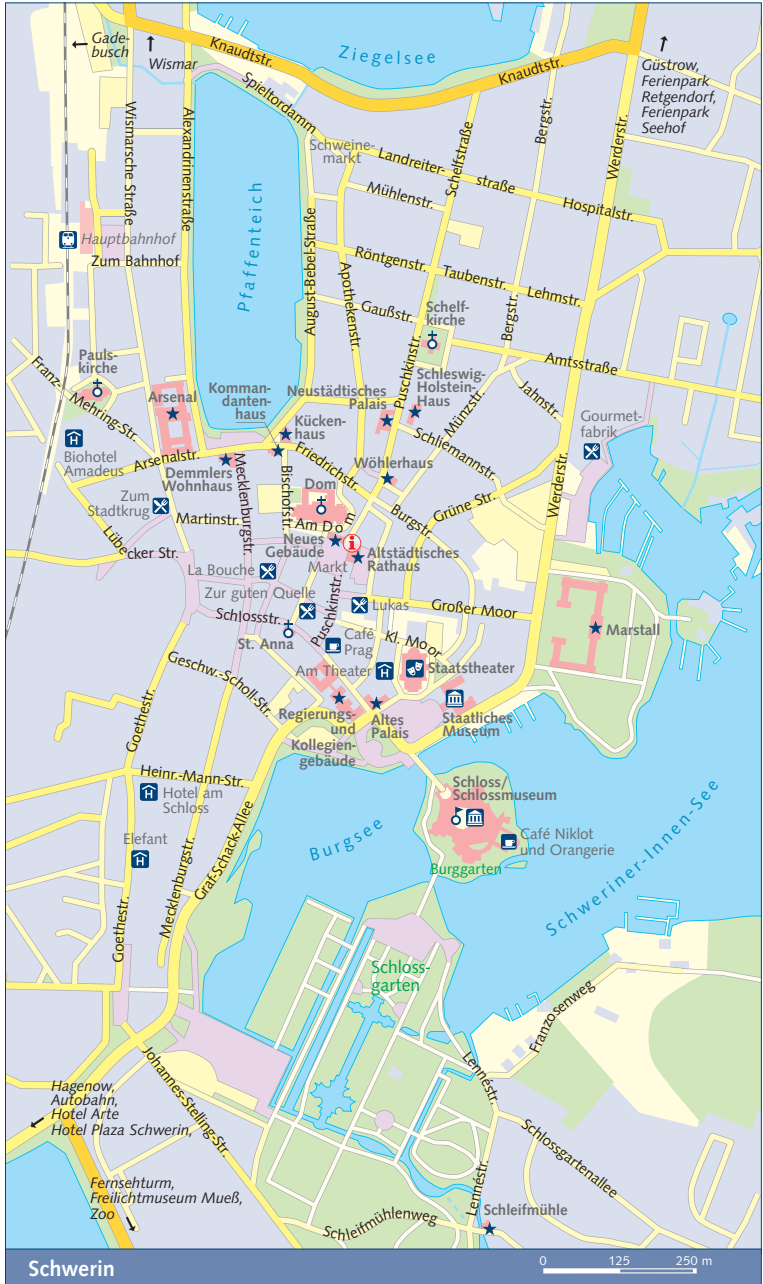 Gade-
busch
Wismar
Knaudtstr.
Ziegelsee
Knaudtstr.
Güstrow,
Ferienpark
Retgendorf,
Ferienpark
Seehof
Spieltordamm
Wismarsche Straße
Alexandrinenstraße
Schweine-
markt
Landreiter-
straße
Schelfstraße
Bergstr.
Werderstr.
Mühlenstr.
Hospitalstr.
Pfaffenteich
August-Bebel-Straße
Hauptbahnhof
Zum Bahnhof
Röntgenstr.
Taubenstr.
Lehmstr.
Apothekenstr.
Gaußstr.
Schelf-
kirche
Bergstr.
Amtsstraße
Puschkinstr.
Pauls-
kirche
Franz-
Mehring-Str.
Arsenal
Komman-
danten-
haus
Neustädtisches
Palais
Schleswig-
Holstein-
Haus
Münzstr.
Jahnstr.
Gourmet-
fabrik
Kücken-
haus
Schliemannstr.
Biohotel
Amadeus
Arsenalstr.
Demmlers
Wohnhaus
Mecklenburgstr.
Bischofstr.
Friedrichstr.
Wöhlerhaus
Werderstr.
Zum
Stadtkrug
Dom
Martinstr.
Am Dom
Burgstr.
Grüne Str.
Lübecker Str.
Neues
Gebäude
Markt
Altstädtisches
Rathaus
La Bouche
Zur guten Quelle
Puschkinstr.
Lukas
Großer Moor
Schlossstr.
St. Anna
Café
Prag
Kl. Moor
Marstall
Geschw.-Scholl-Str.
Am Theater
Staatstheater
Goethestr.
Regierungs-
und
Kollegien-
gebäude
Altes
Palais
Staatliches
Museum
Heinr.-Mann-Str.
Hotel am
Schloss
Schloss/
Schlossmuseum
Elefant
Burgsee
Café Niklot
und Orangerie
Burggarten
Schweriner-Innen-See
Goethestr.
Mecklenburgstr.
Graf-Schack-Allee
Schloss-
garten
Franzosenweg
Johannes-Stelling-Str.
Lennéstr.
Hagenow,
Autobahn,
Hotel Arte
Hotel Plaza Schwerin,
Schlossgartenallee
Fernsehturm,
Freilichtmuseum Mueß,
Zoo
Schleifmühlenweg
Lennéstr.
Schleifmühle
Schwerin
0 125 250 m